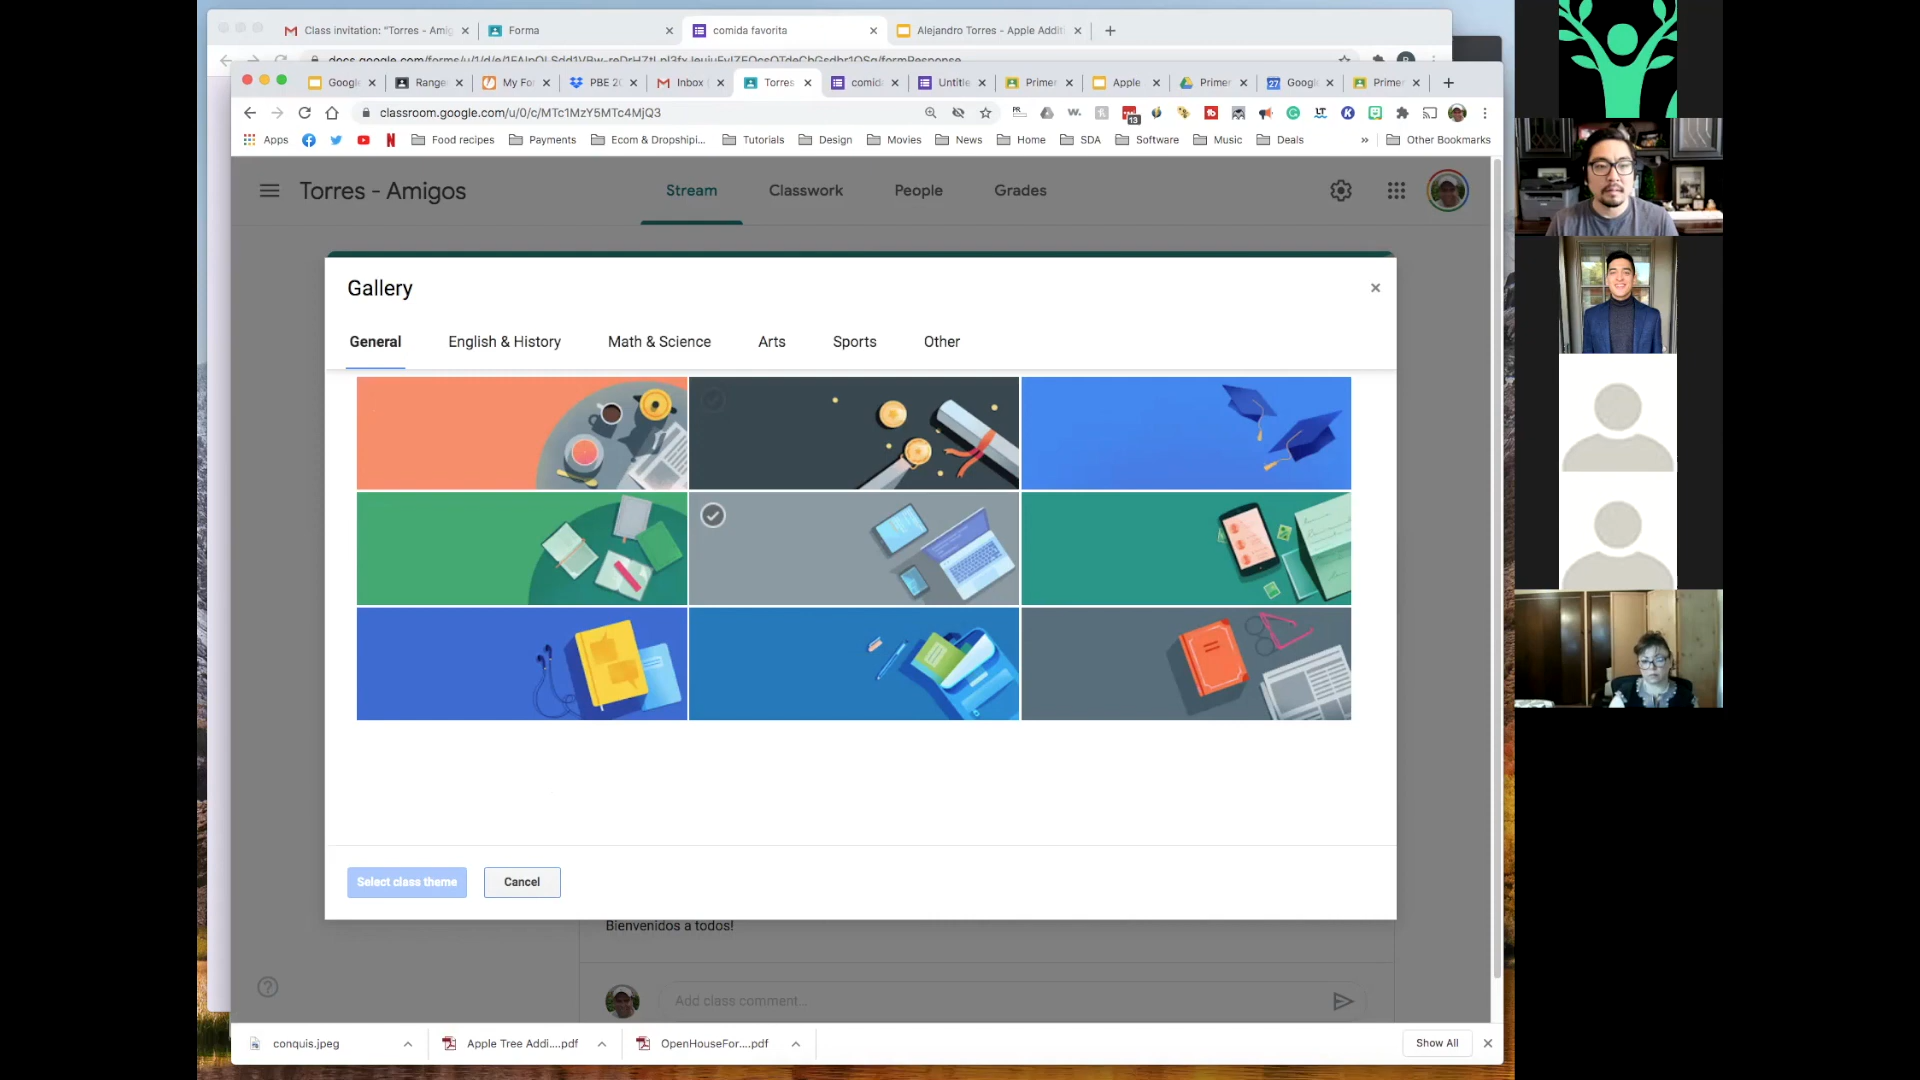 Class invitation: "Torres - Amig
Forma
comida favorita
Alejandro Torres - Apple Addit
Google
Range
My Fo
PBE 20
Inbox
Torres
comid
Untitle
Primer
Apple
Primer
Googl
Primer
classroom.google.com/u/0/c/MTc1MzY5MTc4MjQ3
13
27
Apps
Food recipes
Payments
Ecom & Dropshipi...
Tutorials
Design
Movies
News
Home
SDA
Software
Music
Deals
Other Bookmarks
Torres - Amigos
Stream
Classwork
People
Grades
Gallery
General
English & History
Math & Science
Arts
Sports
Other
Select class theme
Cancel
Bienvenidos a todos!
Add class comment...
conquis.jpeg
Apple Tree Addi....pdf
OpenHouseFor....pdf
Show All